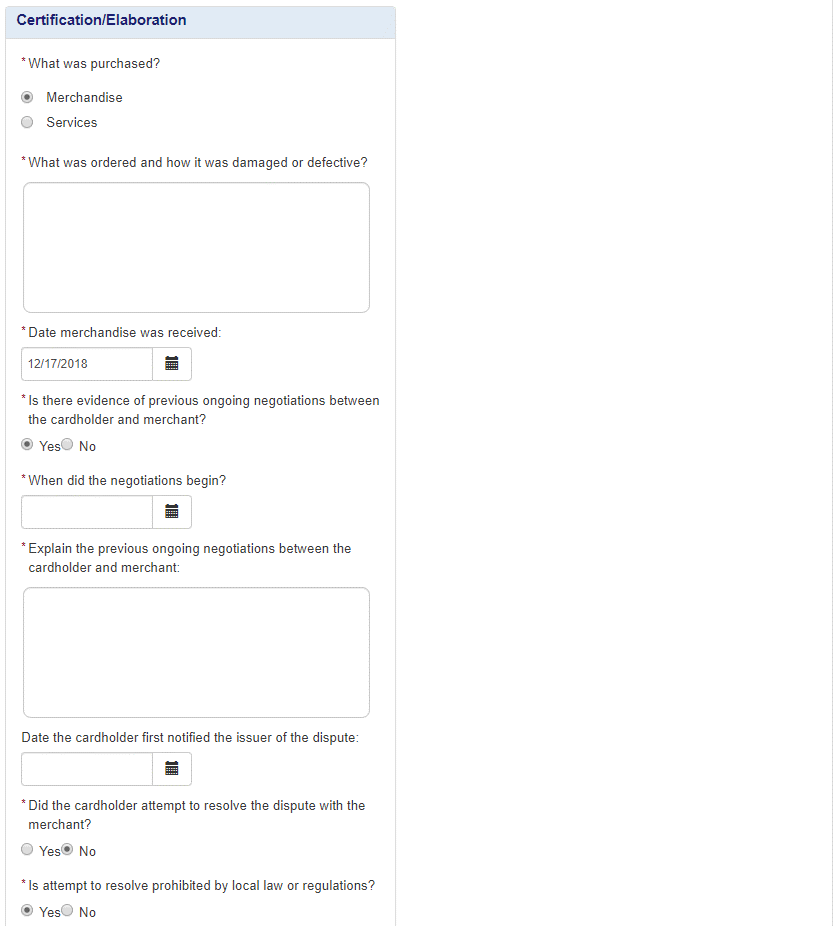 Certification/Elaboration
* What was purchased?
Merchandise
Services
* What was ordered and how it was damaged or defective?
* Date merchandise was received:
12/17/2018
* Is there evidence of previous ongoing negotiations between
the cardholder and merchant?
Yes No
* When did the negotiations begin?
* Explain the previous ongoing negotiations between the
cardholder and merchant:
Date the cardholder first notified the issuer of the dispute:
* Did the cardholder attempt to resolve the dispute with the
merchant?
Yes No
* Is attempt to resolve prohibited by local law or regulations?
Yes No